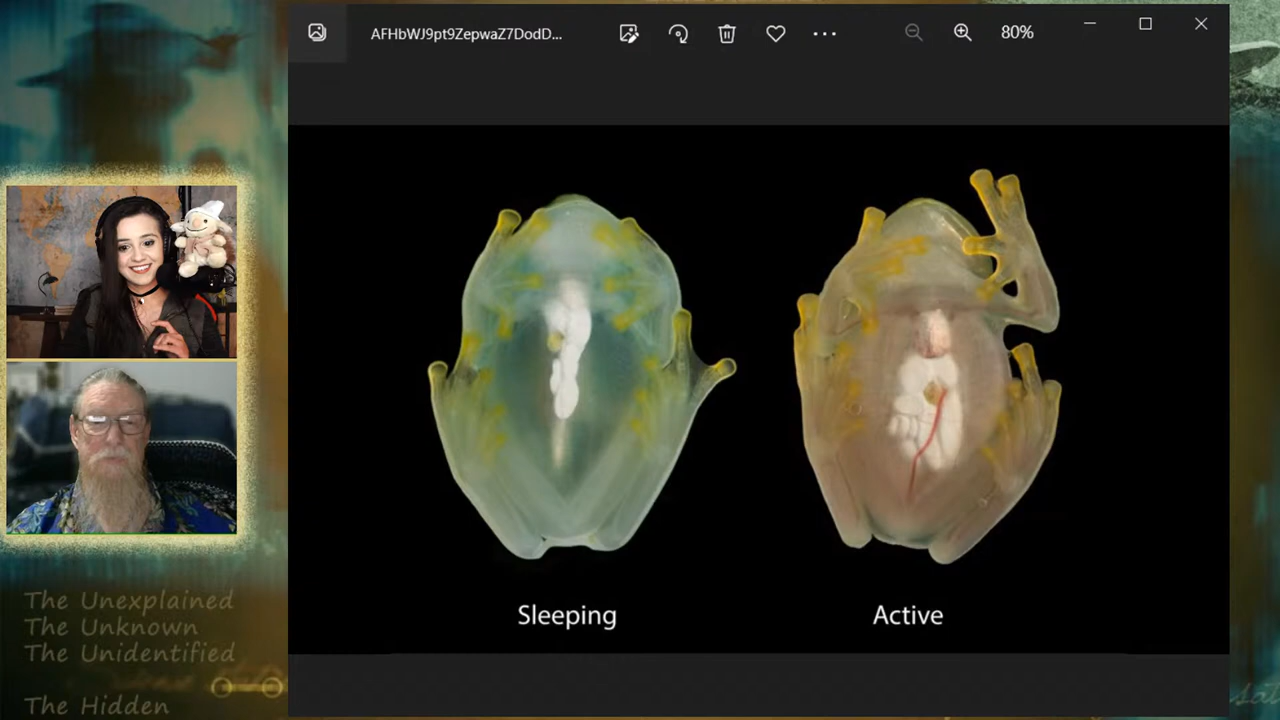 AFHbWJ9pt9ZepwaZ7DodD...
80%
Sleeping
Active
The Unexplained
The Unknown
The Unidentified
The Hidden